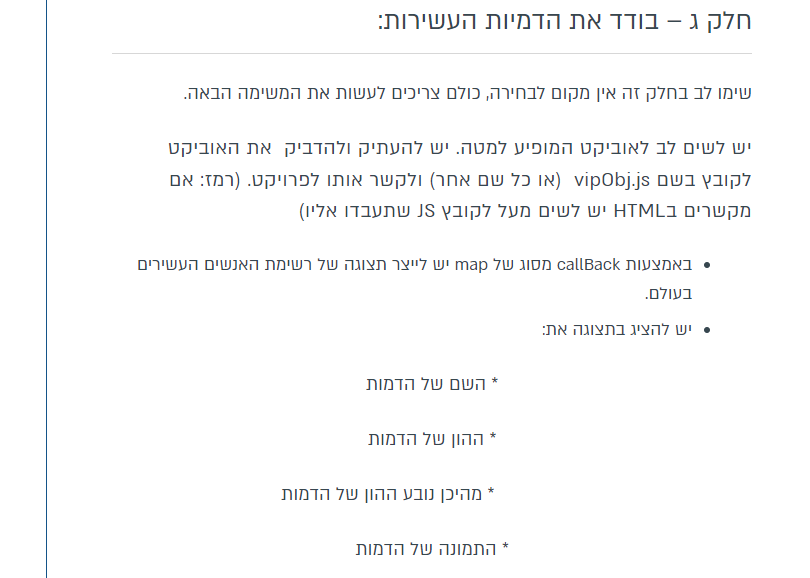 חלק ג – בודד את הדמיות העשירות:
שימו לב בחלק זה אין מקום לבחירה, כולם צריכים לעשות את המשימה הבאה.
יש לשים לב לאוביקט המופיע למטה. יש להעתיק ולהדביק את האוביקט
לקובץ בשם vipObj.js (או כל שם אחר) ולקשר אותו לפרויקט. (רמז: אם
מקשרים בHTML יש לשים מעל לקובץ JS שתעבדו אליו)
• באמצעות callBack מסוג של map יש לייצר תצוגה של רשימת האנשים העשירים
בעולם.
• יש להציג בתצוגה את:
* השם של הדמות
* ההון של הדמות
* מהיכן נובע ההון של הדמות
* התמונה של הדמות